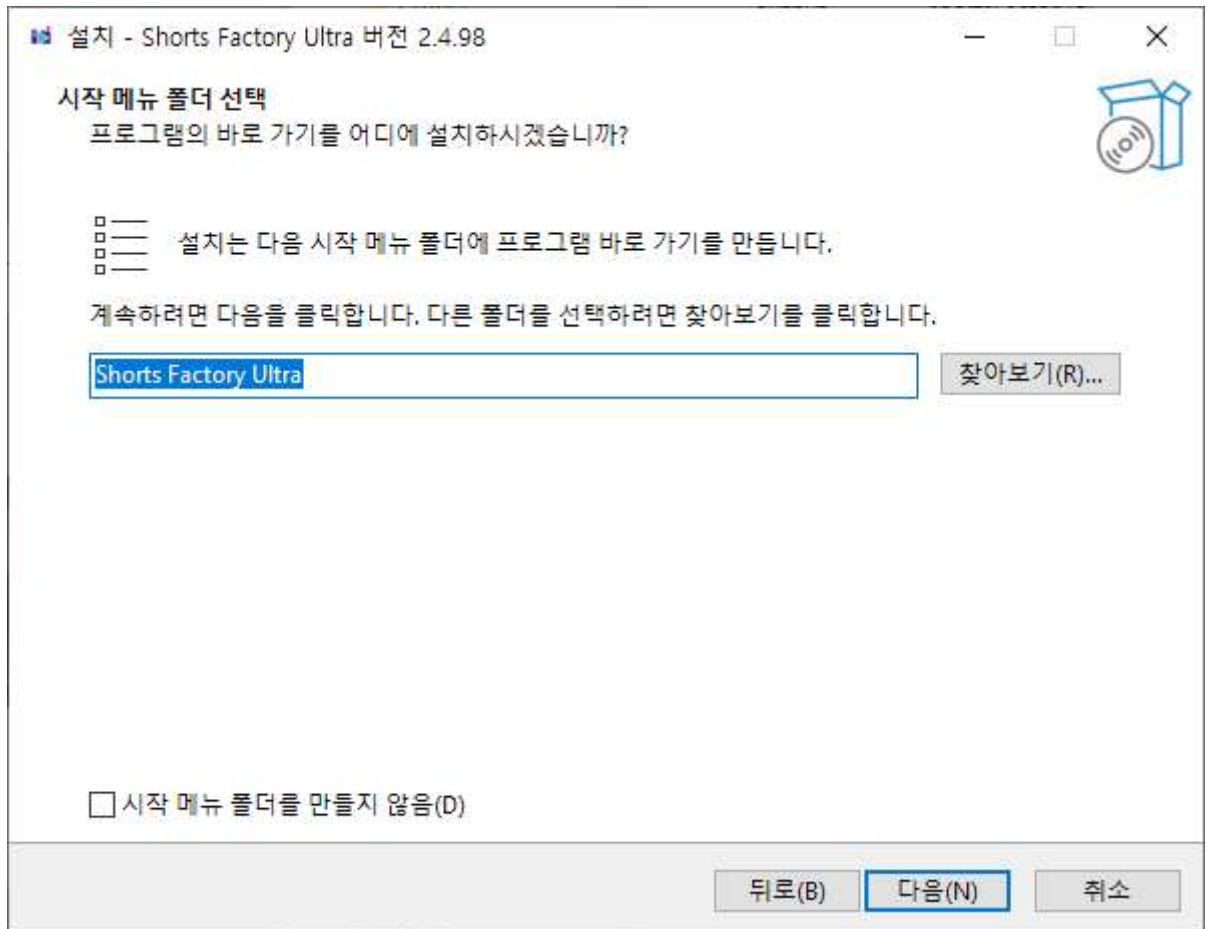 설치 - Shorts Factory Ultra 버전 2.4.98
시작 메뉴 폴더 선택
프로그램의 바로 가기를 어디에 설치하시겠습니까?
설치는 다음 시작 메뉴 폴더에 프로그램 바로 가기를 만듭니다.
계속하려면 다음을 클릭합니다. 다른 폴더를 선택하려면 찾아보기를 클릭합니다.
Shorts Factory Ultra
찾아보기(R)...
시작 메뉴 폴더를 만들지 않음(D)
뒤로(B)
다음(N)
취소